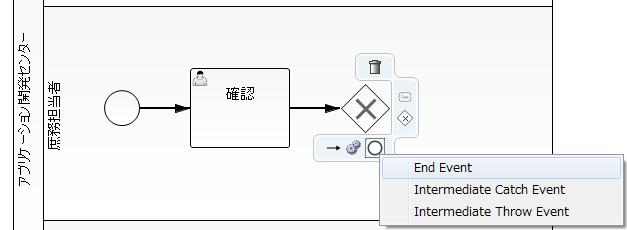 アプリケーション開発センター
庶務担当者
確認
End Event
Intermediate Catch Event
Intermediate Throw Event